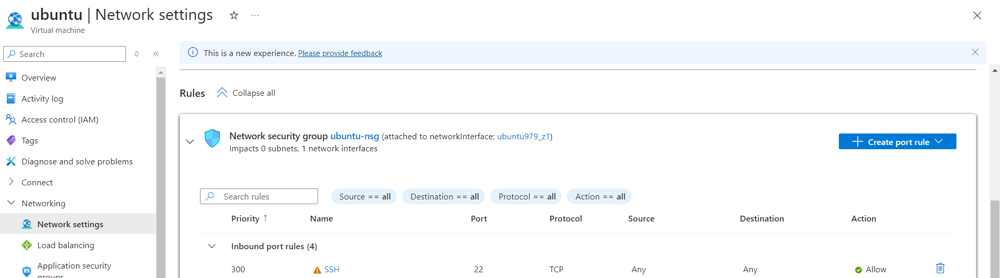 ubuntu | Network settings
Virtual machine
Search
Overview
Activity log
Access control (IAM)
Tags
Diagnose and solve problems
Connect
Networking
Network settings
Load balancing
Application security
groups
This is a new experience. Please provide feedback
Rules
Collapse all
Network security group ubuntu-nsg (attached to networkInterface: ubuntu979_z1)
Impacts 0 subnets, 1 network interfaces
Create port rule
Search rules
Source == all
Destination == all
Protocol == all
Action == all
Priority ↑ Name Port Protocol Source Destination Action
Inbound port rules (4)
300 SSH 22 TCP Any Any Allow